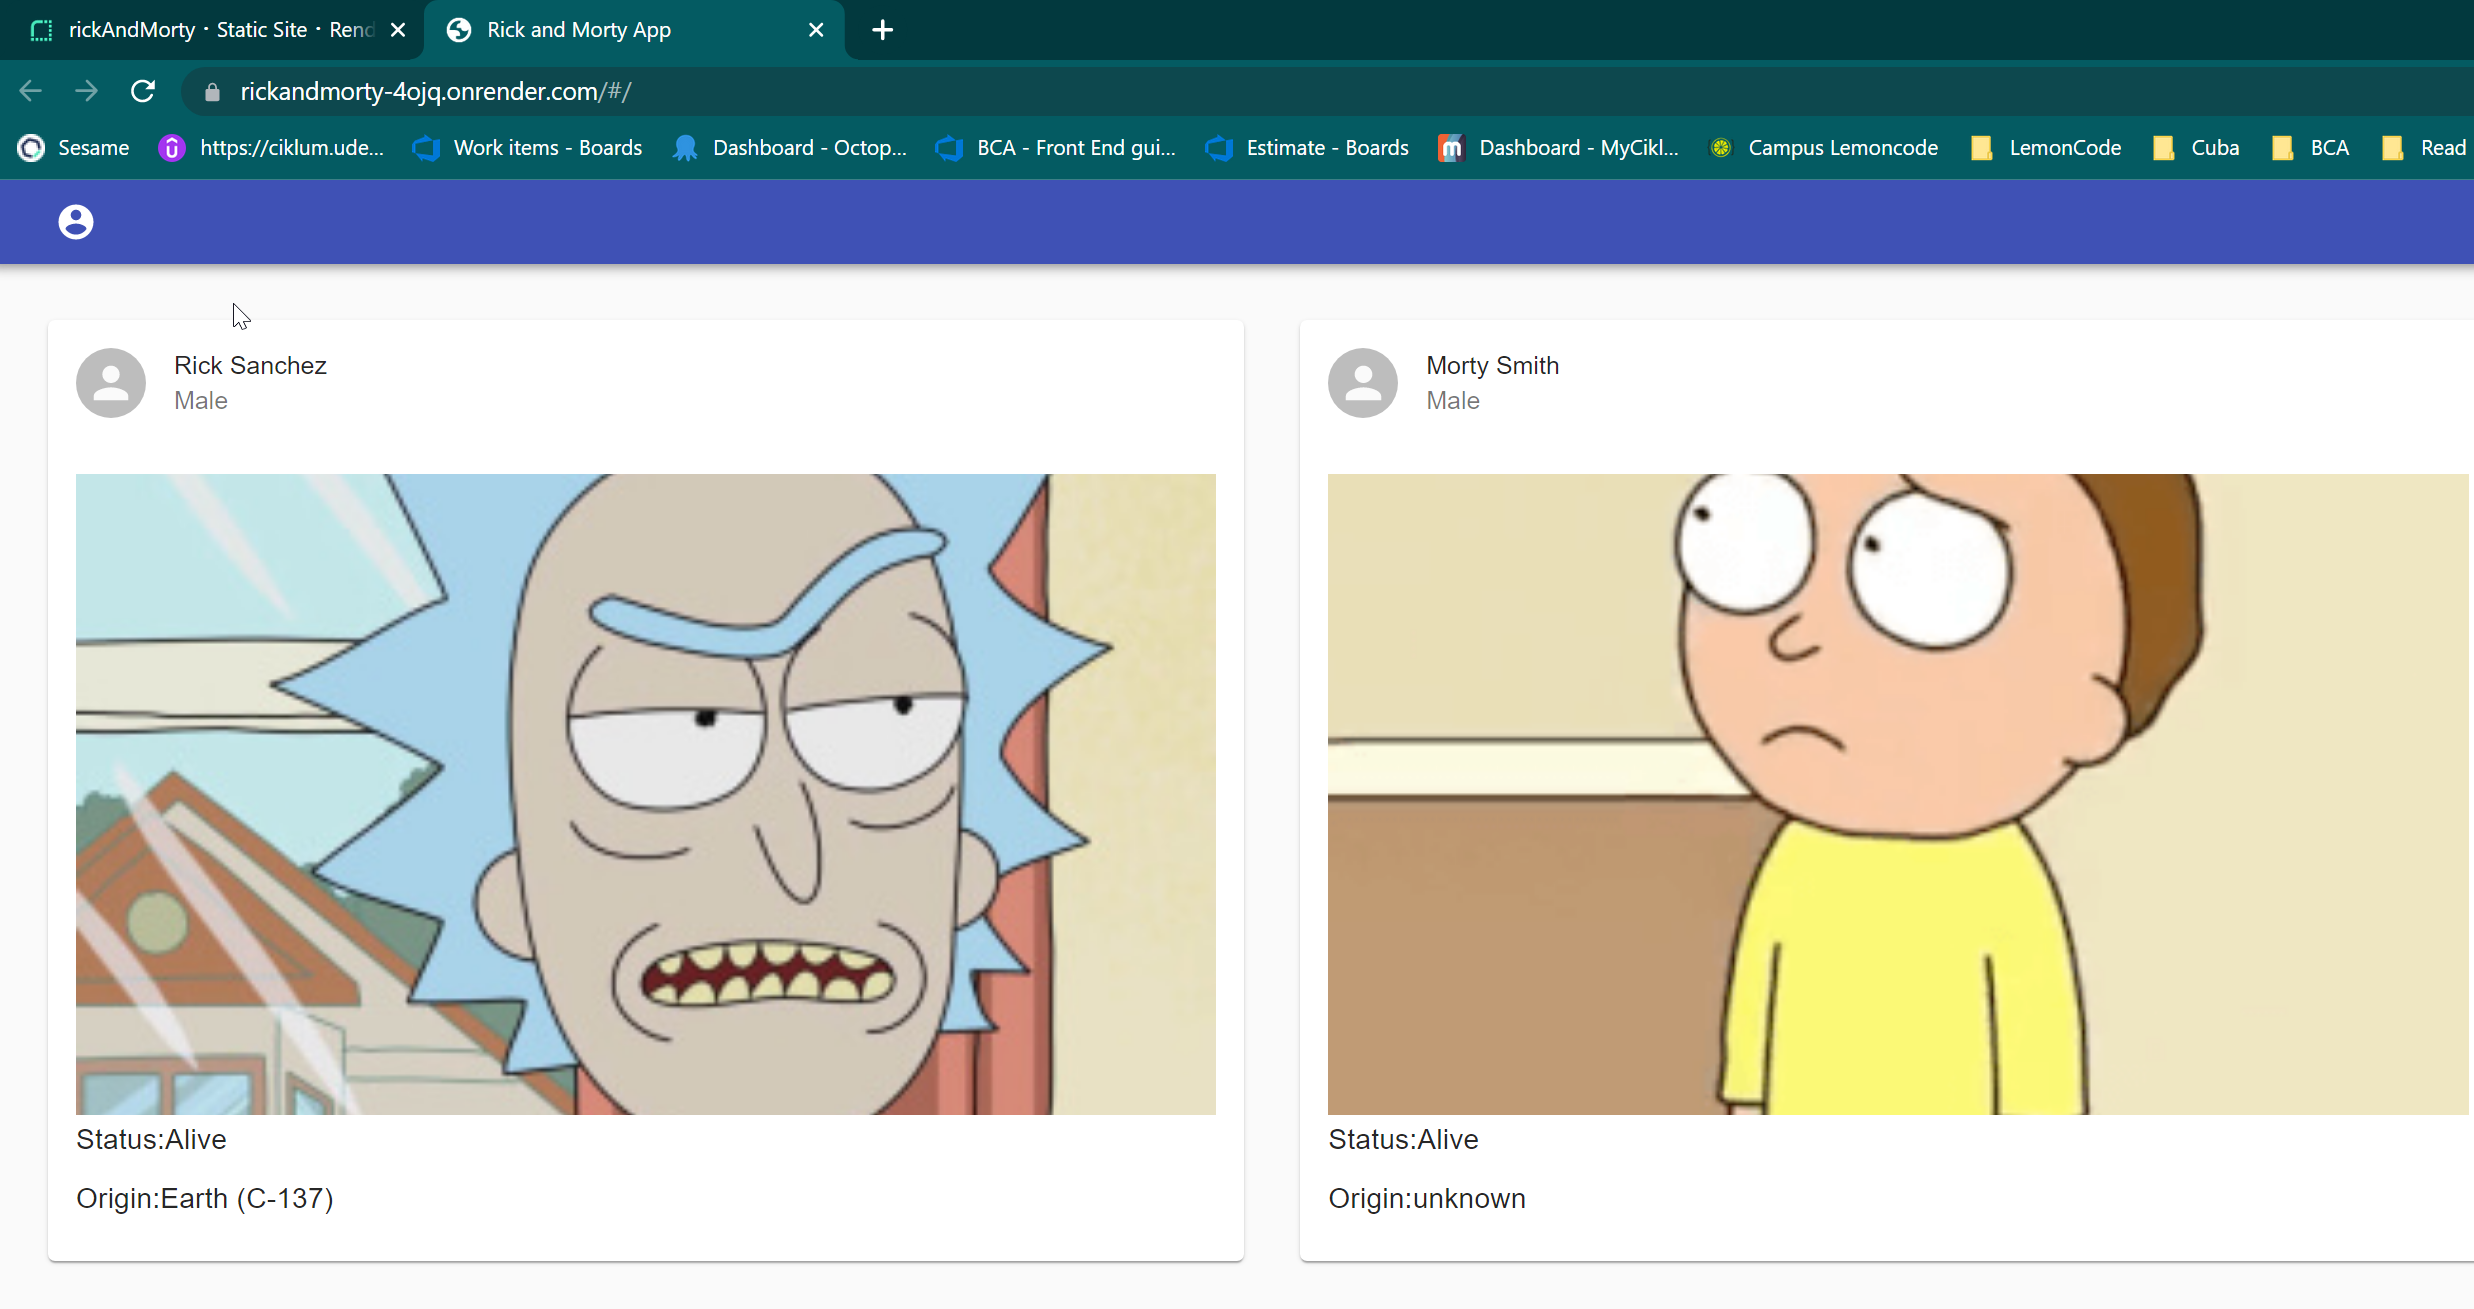 rickAndMorty · Static Site · Rend
Rick and Morty App
rickandmorty-4ojq.onrender.com/#/
Sesame https://ciklum.ude... Work items - Boards Dashboard - Octop... BCA - Front End gui... Estimate - Boards Dashboard - MyCikl... Campus Lemoncode LemonCode Cuba BCA Read
Rick Sanchez
Male
Status:Alive
Origin:Earth (C-137)
Morty Smith
Male
Status:Alive
Origin:unknown